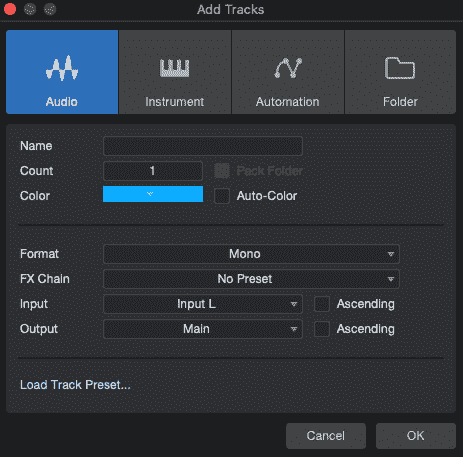 Add Tracks
Audio Instrument Automation Folder
Name
Count 1 Pack Folder
Color Auto-Color
Format Mono
FX Chain No Preset
Input Input L Ascending
Output Main Ascending
Load Track Preset...
Cancel OK